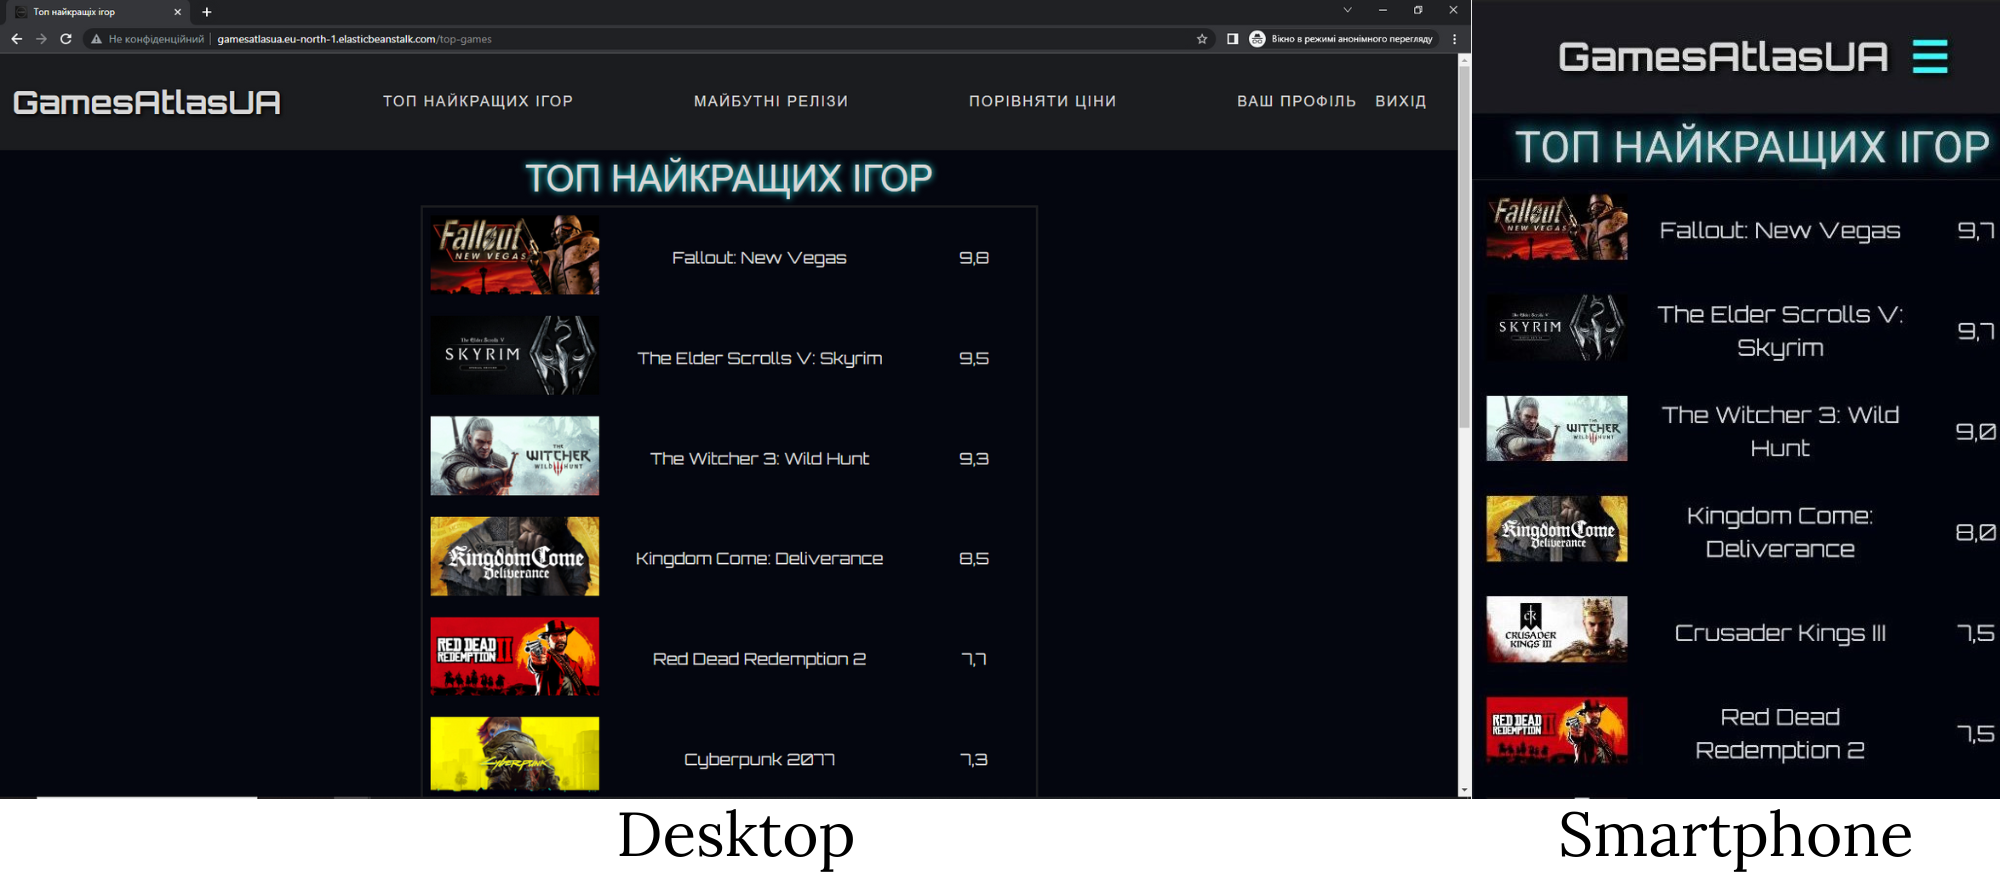 Топ найкращіх ігор
Не конфіденційний
gamesatlasua.eu-north-1.elasticbeanstalk.com/top-games
Вікно в режимі анонімного перегляду
GamesAtlasUA
ТОП НАЙКРАЩИХ ІГОР
МАЙБУТНІ РЕЛІЗИ
ПОРІВНЯТИ ЦІНИ
ВАШ ПРОФІЛЬ
ВИХІД
ТОП НАЙКРАЩИХ ІГОР
Fallout
NEW VEGAS
Fallout: New Vegas
9,8
The Elder Scrolls V
SKYRIM
The Elder Scrolls V: Skyrim
9,5
THE
WITCHER
WILD HUNT
The Witcher 3: Wild Hunt
9,3
Kingdom Come
Deliverance
Kingdom Come: Deliverance
8,5
RED DEAD
REDEMPTION II
Red Dead Redemption 2
7,7
CYBERPUNK
Cyberpunk 2077
7,3
Desktop
GamesAtlasUA
ТОП НАЙКРАЩИХ ІГОР
Fallout
NEW VEGAS
Fallout: New Vegas
9,7
SKYRIM
The Elder Scrolls V:
Skyrim
9,7
THE
WITCHER
WILD HUNT
The Witcher 3: Wild
Hunt
9,0
Kingdom Come
Deliverance
Kingdom Come:
Deliverance
8,0
CRUSADER
KINGS III
Crusader Kings III
7,5
RED DEAD
REDEMPTION II
Red Dead
Redemption 2
7,5
Smartphone